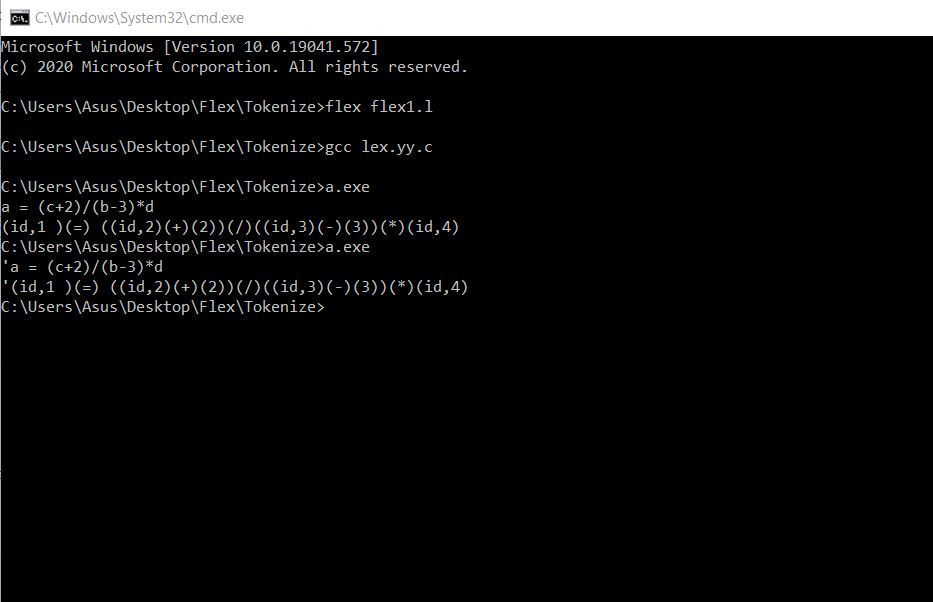 C:\Windows\System32\cmd.exe
Microsoft Windows [Version 10.0.19041.572]
(c) 2020 Microsoft Corporation. All rights reserved.
C:\Users\Asus\Desktop\Flex\Tokenize>flex flex1.l
C:\Users\Asus\Desktop\Flex\Tokenize>gcc lex.yy.c
C:\Users\Asus\Desktop\Flex\Tokenize>a.exe
a = (c+2)/(b-3)*d
(id,1 )(=) ((id,2)(+)(2))(/)((id,3)(-)(3))(*)(id,4)
C:\Users\Asus\Desktop\Flex\Tokenize>a.exe
'a = (c+2)/(b-3)*d
'(id,1 )(=) ((id,2)(+)(2))(/)((id,3)(-)(3))(*)(id,4)
C:\Users\Asus\Desktop\Flex\Tokenize>